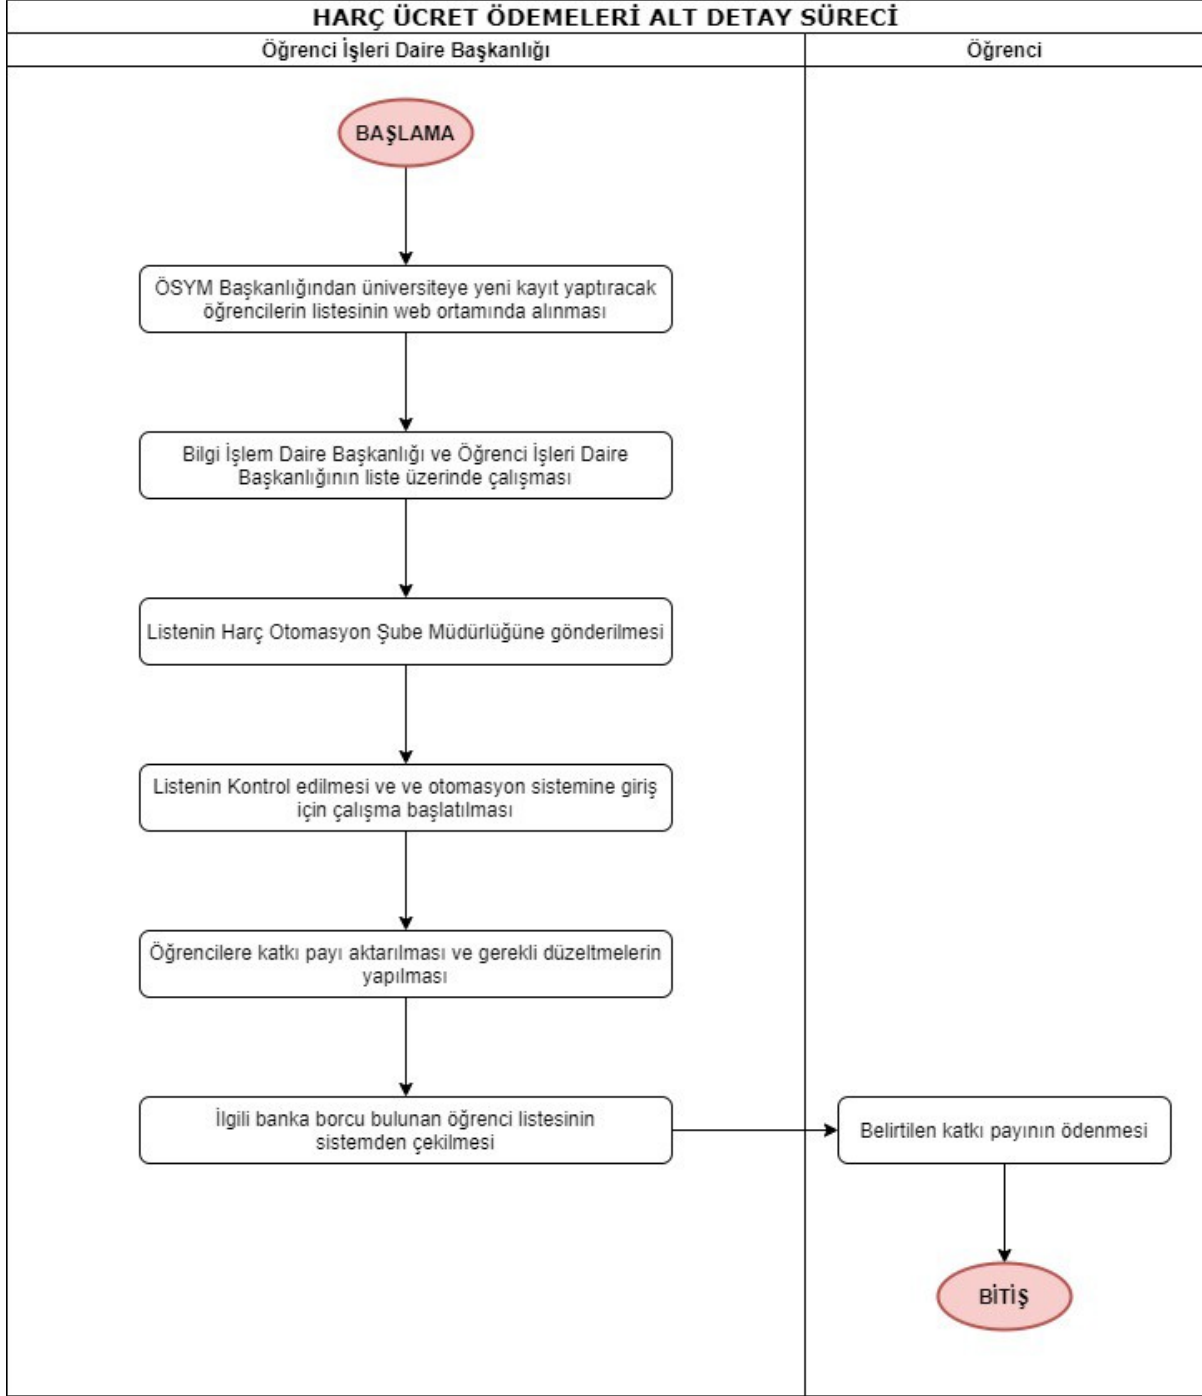 HARÇ ÜCRET ÖDEMELERİ ALT DETAY SÜRECİ
Öğrenci İşleri Daire Başkanlığı
Öğrenci
BAŞLAMA
ÖSYM Başkanlığından üniversiteye yeni kayıt yaptıracak
öğrencilerin listesinin web ortamında alınması
Bilgi İşlem Daire Başkanlığı ve Öğrenci İşleri Daire
Başkanlığının liste üzerinde çalışması
Listenin Harç Otomasyon Şube Müdürlüğüne gönderilmesi
Listenin Kontrol edilmesi ve ve otomasyon sistemine giriş
için çalışma başlatılması
Öğrencilere katkı payı aktarılması ve gerekli düzeltmelerin
yapılması
İlgili banka borcu bulunan öğrenci listesinin
sistemden çekilmesi
Belirtilen katkı payının ödenmesi
BİTİŞ